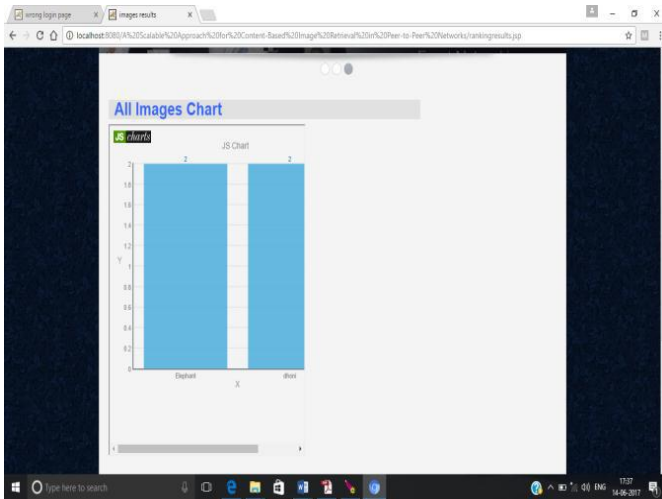 wrong login page
images results
localhost:8080/A%20Scalable%20Approach%20for%20Content-Based%20Image%20Retrieval%20in%20Peer-to-Peer%20Networks/rankingresults.jsp
All Images Chart
JS charts
JS Chart
2 2
2
1.8
1.6
1.4
1.2
Y
1
0.8
0.6
0.4
0.2
0
Elephant dhoni
X
Type here to search
ENG
17:37
14-06-2017